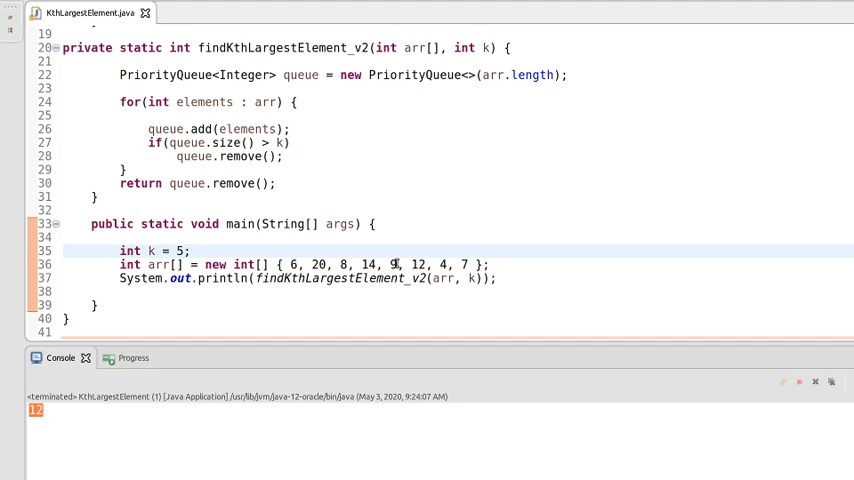 KthLargestElement.java
19
20 private static int findKthLargestElement_v2(int arr[], int k) {
21
22 PriorityQueue<Integer> queue = new PriorityQueue<>(arr.length);
23
24 for(int elements : arr) {
25
26 queue.add(elements);
27 if(queue.size() > k)
28 queue.remove();
29 }
30 return queue.remove();
31 }
32
33 public static void main(String[] args) {
34
35 int k = 5;
36 int arr[] = new int[] { 6, 20, 8, 14, 9, 12, 4, 7 };
37 System.out.println(findKthLargestElement_v2(arr, k));
38
39 }
40 }
41
Console Progress
<terminated> KthLargestElement (1) [Java Application] /usr/lib/jvm/java-12-oracle/bin/java (May 3, 2020, 9:24:07 AM)
12